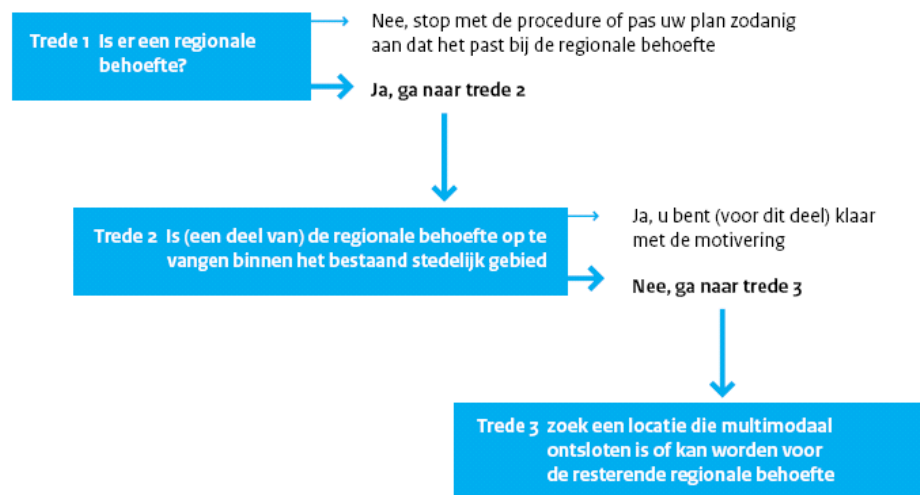 Trede 1 Is er een regionale
behoefte?
Nee, stop met de procedure of pas uw plan zodanig
aan dat het past bij de regionale behoefte
Ja, ga naar trede 2
Trede 2 Is (een deel van) de regionale behoefte op te
vangen binnen het bestaand stedelijk gebied
Ja, u bent (voor dit deel) klaar
met de motivering
Nee, ga naar trede 3
Trede 3 zoek een locatie die multimodaal
ontsloten is of kan worden voor
de resterende regionale behoefte